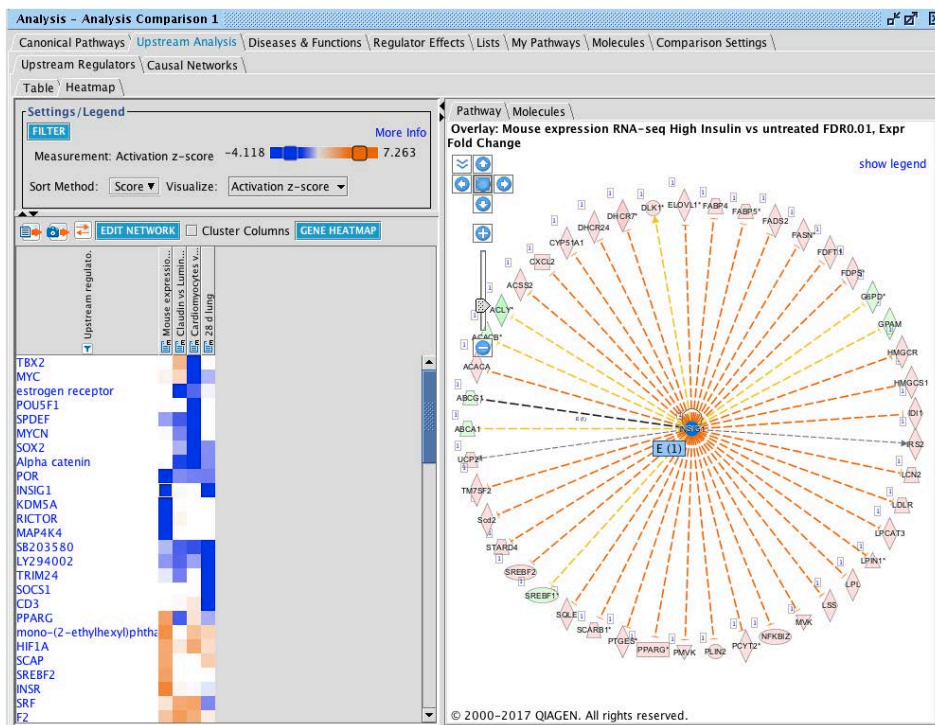 Analysis - Analysis Comparison 1
Canonical Pathways Upstream Analysis Diseases & Functions Regulator Effects Lists My Pathways Molecules Comparison Settings
Upstream Regulators Causal Networks
Table Heatmap
Settings/Legend
FILTER
More Info
Measurement: Activation z-score -4.118 7.263
Sort Method: Score Visualize: Activation z-score
EDIT NETWORK Cluster Columns GENE HEATMAP
Upstream regulato.
Mouse expressio...
Claudin vs Lumin...
Cardiomyocytes v...
28 d lung
TBX2
MYC
estrogen receptor
POU5F1
SPDEF
MYCN
SOX2
Alpha catenin
POR
INSIG1
KDM5A
RICTOR
MAP4K4
SB203580
LY294002
TRIM24
SOCS1
CD3
PPARG
mono-(2-ethylhexyl)phtha
HIF1A
SCAP
SREBF2
INSR
SRF
F2
Pathway Molecules
Overlay: Mouse expression RNA-seq High Insulin vs untreated FDR0.01, Expr
Fold Change
show legend
DLK1*
ELOVL1*
FABP4
FABP5*
FADS2
FASN*
FDFT1
FDPS*
G6PD*
GPAM
HMGCR
HMGCS1
IDI1
IRS2
LCN2
LDLR
LPCAT3
LPIN1*
LPL
LSS
MVK
NFKBIZ
PCYT2*
PLIN2
PMVK
PPARG*
PTGES*
SCARB1*
SQLE
SREBF1*
SREBF2
STARD4
Scd2
TM7SF2
UCP2*
ABCA1
ABCG1
ACACA
ACACB*
ACLY*
ACSS2
CXCL2
CYP51A1
DHCR24
DHCR7*
INSIG1
E (1)
© 2000-2017 QIAGEN. All rights reserved.